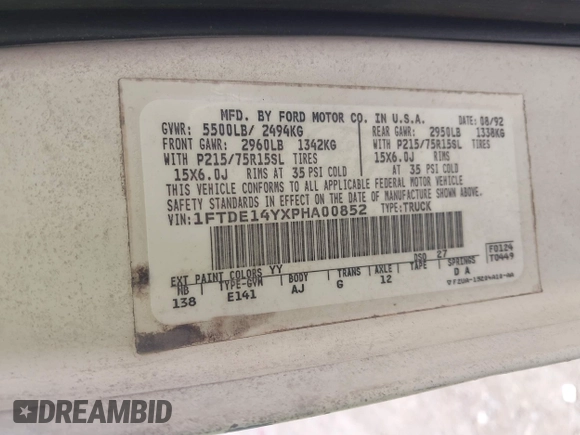 MFD. BY FORD MOTOR CO. IN U.S.A.
DATE: 08/92
GVWR: 5500LB/ 2494KG
FRONT GAWR: 2960LB 1342KG
REAR GAWR: 2950LB 1338KG
WITH P215/75R15SL TIRES
WITH P215/75R15SL TIRES
15X6.0J RIMS AT 35 PSI COLD
15X6.0J RIMS
AT 35 PSI COLD
THIS VEHICLE CONFORMS TO ALL APPLICABLE FEDERAL MOTOR VEHICLE
SAFETY STANDARDS IN EFFECT ON THE DATE OF MANUFACTURE SHOWN ABOVE
VIN: 1FTDE14YXPHA00852 TYPE: TRUCK
EXT PAINT COLORS YY DSO 27 F0124
WB TYPE-GVM BODY TRANS AXLE TAPE SPRINGS T0449
138 E141 AJ G 12 D A
DREAMBID